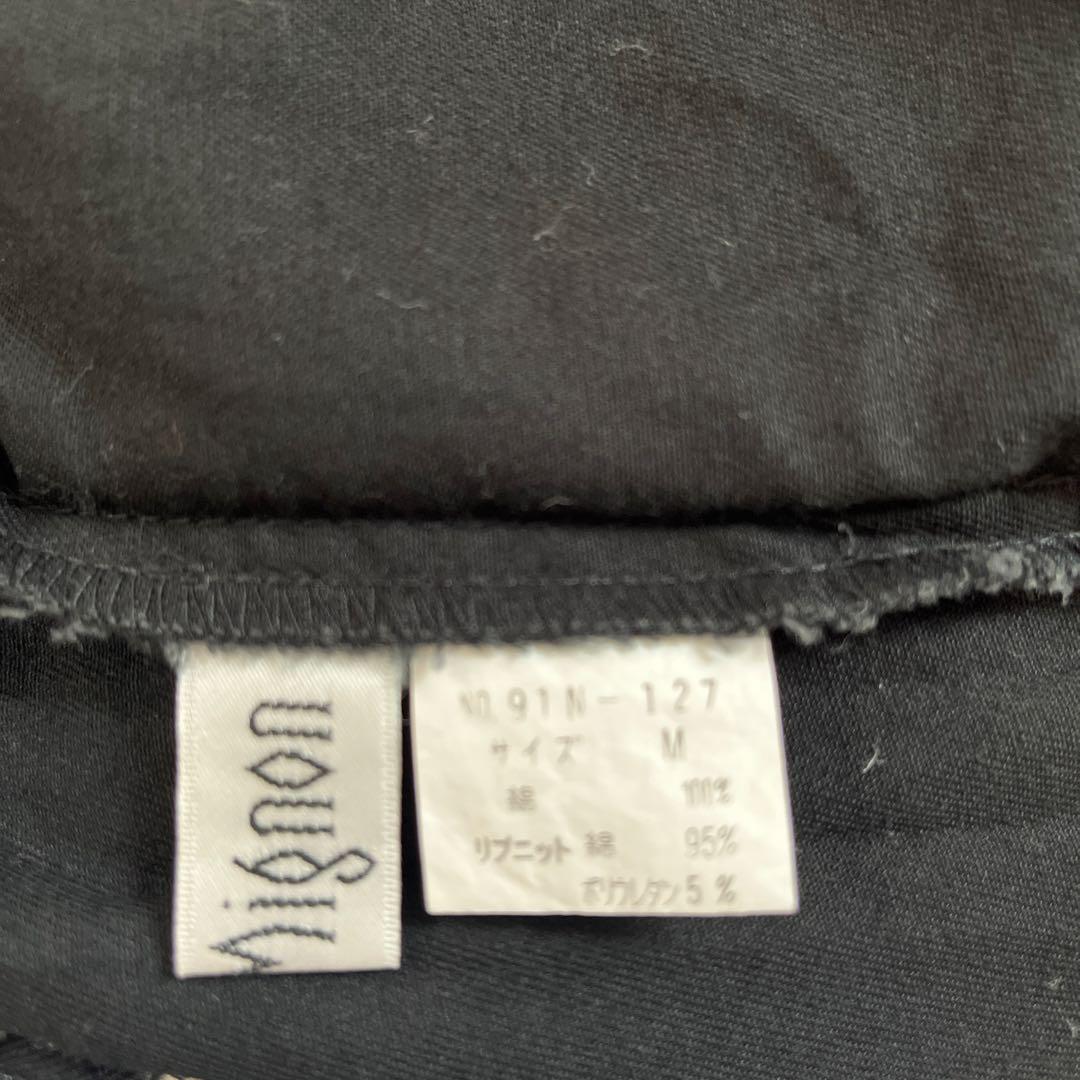 Mignon
NO.91N-127
サイズ M
綿 100%
リブニット 綿 95%
ポリウレタン 5%